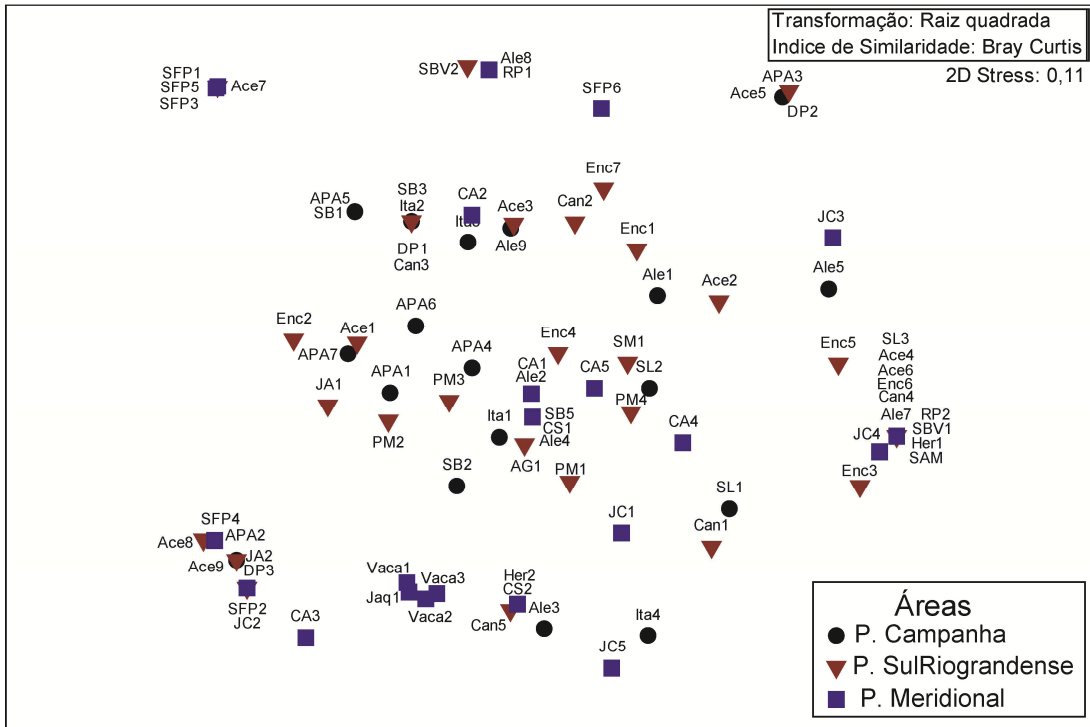 Transformação: Raiz quadrada
Indice de Similaridade: Bray Curtis
2D Stress: 0,11
SFP1
SFP5
SFP3
Ace7
SBV2
Ale8
RP1
SFP6
APA3
Ace5
DP2
Enc7
APA5
SB1
SB3
Ita2
DP1
Can3
CA2
Ace3
Ale9
Can2
Enc1
JC3
Ale5
Ale1
Ace2
APA6
Enc2
Ace1
APA7
APA4
Enc4
SM1
Enc5
SL3
Ace4
Ace6
Enc6
Can4
Ale7
RP2
SBV1
Her1
SAM
JC4
Enc3
JA1
APA1
PM2
PM3
CA1
Ale2
CA5
SL2
PM4
CA4
Ita1
SB5
CS1
Ale4
AG1
PM1
SB2
SL1
Can1
JC1
SFP4
Ace8
APA2
Ace9
JA2
DP3
SFP2
JC2
CA3
Vaca1
Jaq1
Vaca3
Vaca2
Her2
CS2
Can5
Ale3
Ita4
JC5
Áreas
P. Campanha
P. SulRiograndense
P. Meridional